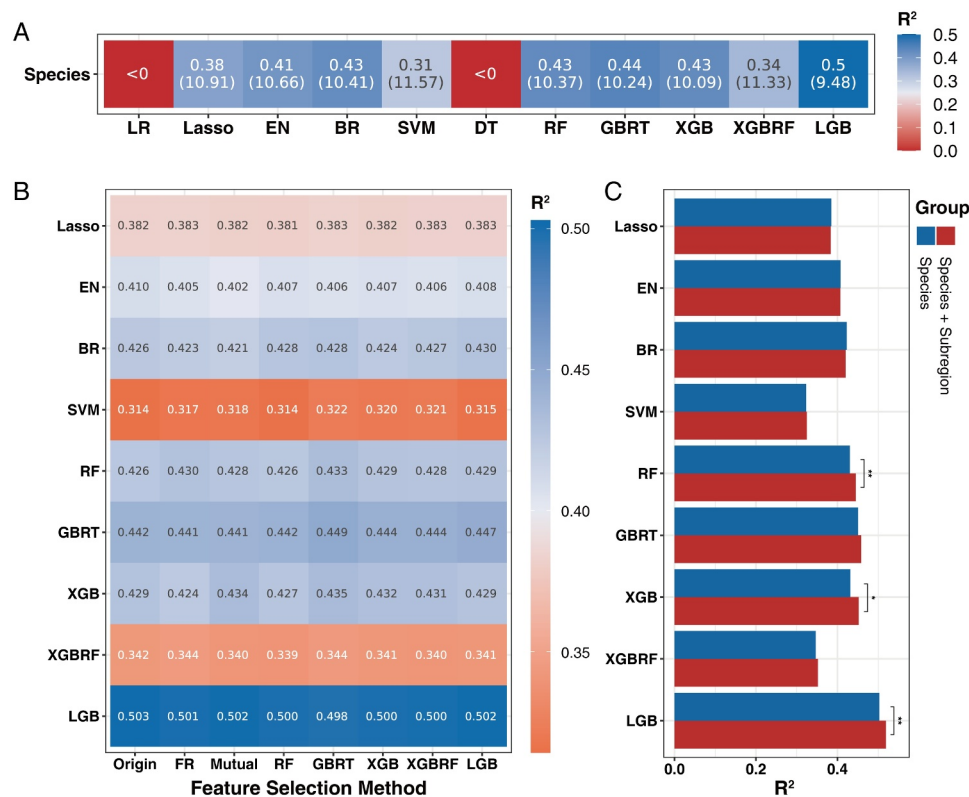 A
Species
<0 0.38 0.41 0.43 0.31 <0 0.43 0.44 0.43 0.34 0.5
(10.91) (10.66) (10.41) (11.57) (10.37) (10.24) (10.09) (11.33) (9.48)
LR Lasso EN BR SVM DT RF GBRT XGB XGBRF LGB
R²
0.5
0.4
0.3
0.2
0.1
0.0
B
Lasso 0.382 0.383 0.382 0.381 0.383 0.382 0.383 0.383
EN 0.410 0.405 0.402 0.407 0.406 0.407 0.406 0.408
BR 0.426 0.423 0.421 0.428 0.428 0.424 0.427 0.430
SVM 0.314 0.317 0.318 0.314 0.322 0.320 0.321 0.315
RF 0.426 0.430 0.428 0.426 0.433 0.429 0.428 0.429
GBRT 0.442 0.441 0.441 0.442 0.449 0.444 0.444 0.447
XGB 0.429 0.424 0.434 0.427 0.435 0.432 0.431 0.429
XGBRF 0.342 0.344 0.340 0.339 0.344 0.341 0.340 0.341
LGB 0.503 0.501 0.502 0.500 0.498 0.500 0.500 0.502
Origin FR Mutual RF GBRT XGB XGBRF LGB
Feature Selection Method
R²
0.50
0.45
0.40
0.35
C
Lasso
EN
BR
SVM
RF **
GBRT
XGB *
XGBRF
LGB **
0.0 0.2 0.4
R²
Group
Species + Subregion
Species